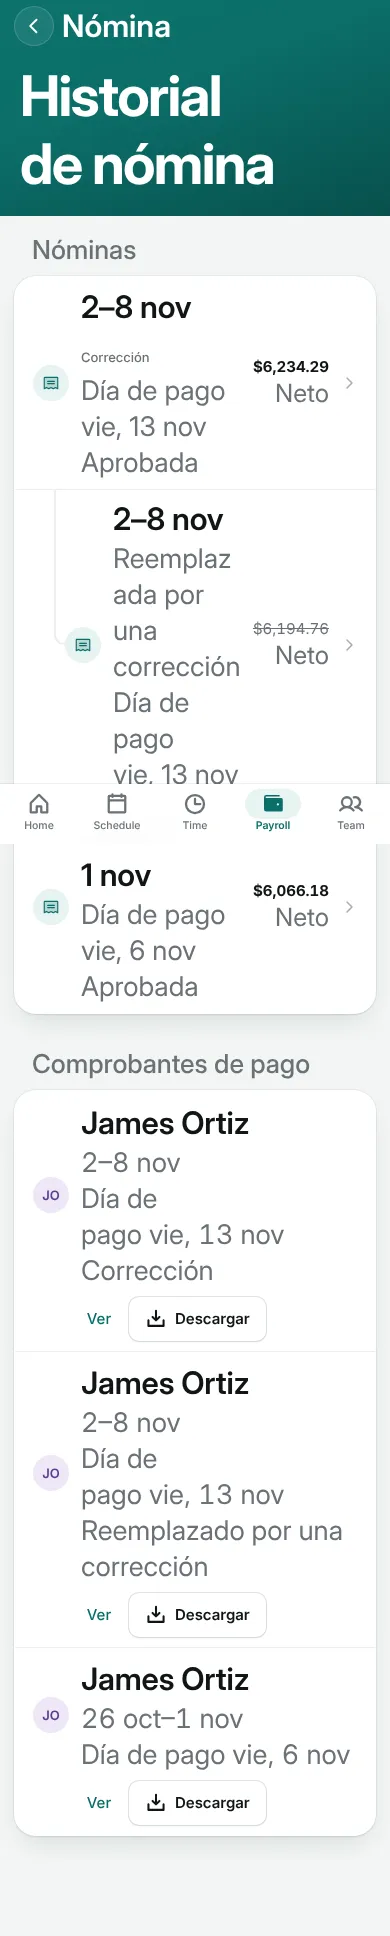 Nómina
Historial
de nómina
Nóminas
2–8 nov
Corrección
Día de pago
vie, 13 nov
Aprobada
$6,234.29
Neto
2–8 nov
Reemplaz
ada por
una
corrección
Día de
pago
vie, 13 nov
$6,194.76
Neto
Home
Schedule
Time
Payroll
Team
1 nov
Día de pago
vie, 6 nov
Aprobada
$6,066.18
Neto
Comprobantes de pago
JO
James Ortiz
2–8 nov
Día de
pago vie, 13 nov
Corrección
Ver
Descargar
JO
James Ortiz
2–8 nov
Día de
pago vie, 13 nov
Reemplazado por una
corrección
Ver
Descargar
JO
James Ortiz
26 oct–1 nov
Día de pago vie, 6 nov
Ver
Descargar